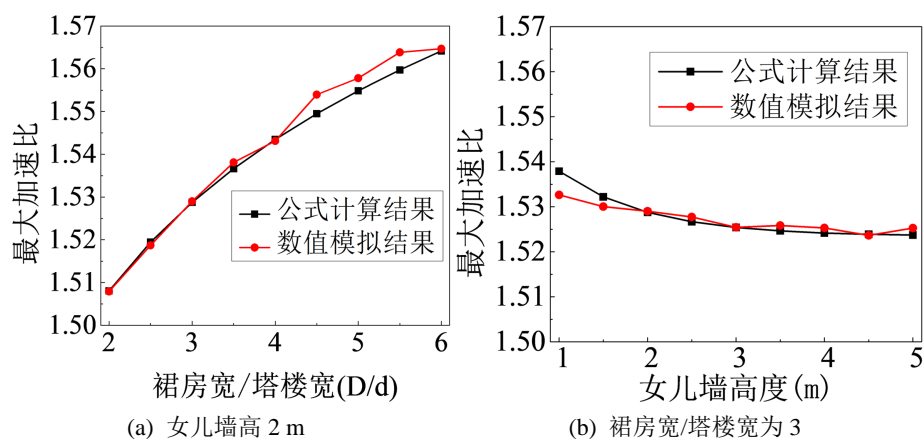 1.57
1.56
1.55
1.54
1.53
1.52
1.51
1.50
最大加速比
公式计算结果
数值模拟结果
2 3 4 5 6
裙房宽/塔楼宽(D/d)
(a) 女儿墙高 2 m
1.57
1.56
1.55
1.54
1.53
1.52
1.51
1.50
最大加速比
公式计算结果
数值模拟结果
1 2 3 4 5
女儿墙高度(m)
(b) 裙房宽/塔楼宽为 3